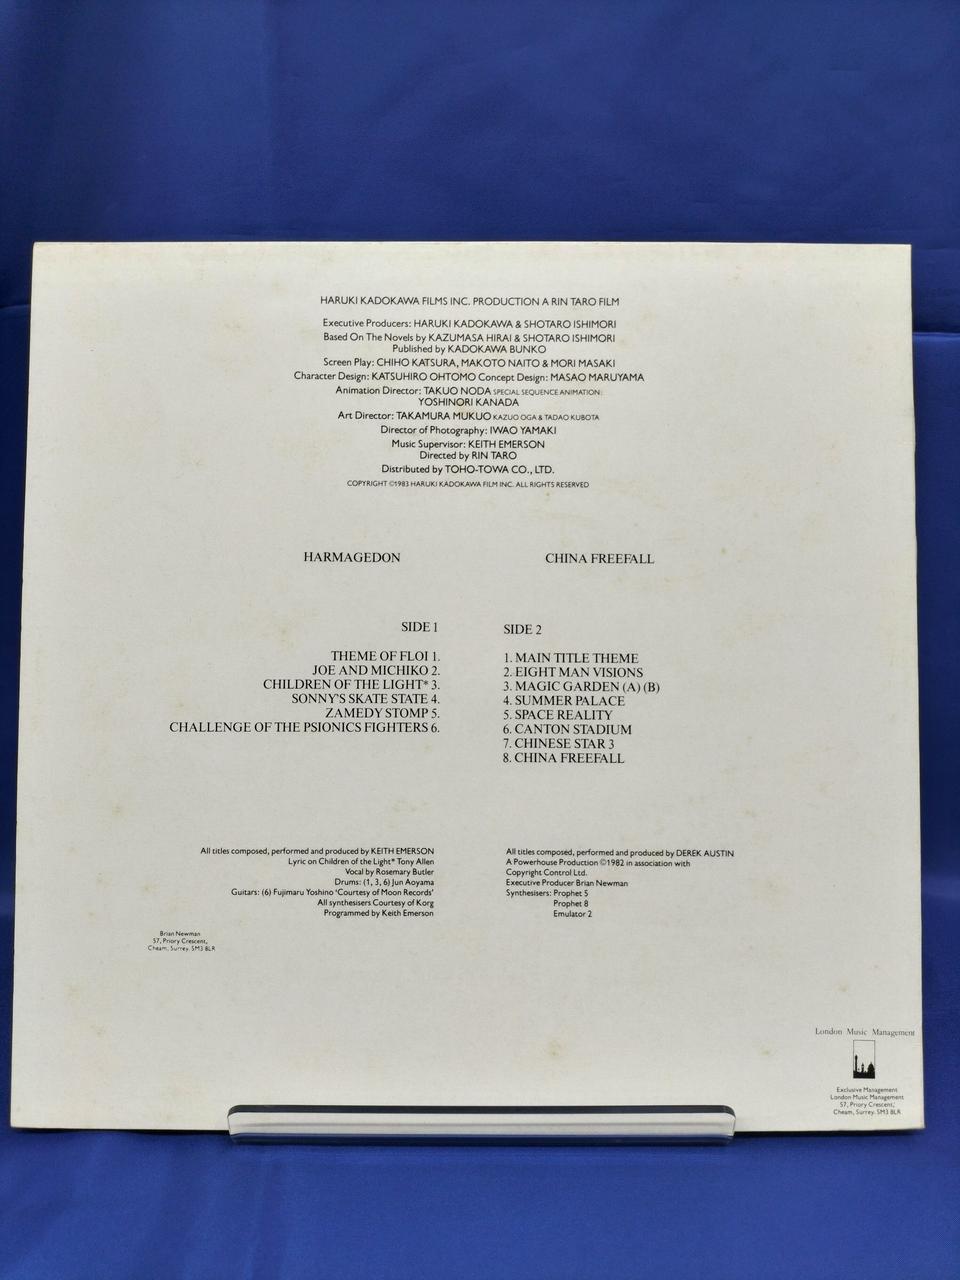 HARUKI KADOKAWA FILMS INC. PRODUCTION A RIN TARO FILM
Executive Producers: HARUKI KADOKAWA & SHOTARO ISHIMORI
Based On The Novels by KAZUMASA HIRAI & SHOTARO ISHIMORI
Published by KADOKAWA BUNKO
Screen Play: CHIHO KATSURA, MAKOTO NAITO & MORI MASAKI
Character Design: KATSUHIRO OHTOMO Concept Design: MASAO MARUYAMA
Animation Director: TAKUO NODA SPECIAL SEQUENCE ANIMATION:
YOSHINORI KANADA
Art Director: TAKAMURA MUKUO KAZUO OGA & TADAO KUBOTA
Director of Photography: IWAO YAMAKI
Music Supervisor: KEITH EMERSON
Directed by RIN TARO
Distributed by TOHO-TOWA CO., LTD.
COPYRIGHT ©1983 HARUKI KADOKAWA FILM INC. ALL RIGHTS RESERVED
HARMAGEDON
SIDE 1
THEME OF FLOI 1.
JOE AND MICHIKO 2.
CHILDREN OF THE LIGHT* 3.
SONNY'S SKATE STATE 4.
ZAMEDY STOMP 5.
CHALLENGE OF THE PSIONICS FIGHTERS 6.
All titles composed, performed and produced by KEITH EMERSON
Lyric on Children of the Light* Tony Allen
Vocal by Rosemary Butler
Drums: (1, 3, 6) Jun Aoyama
Guitars: (6) Fujimaru Yoshino 'Courtesy of Moon Records'
All synthesisers Courtesy of Korg
Programmed by Keith Emerson
Brian Newman
57, Priory Crescent,
Cheam, Surrey. SM3 8LR
CHINA FREEFALL
SIDE 2
1. MAIN TITLE THEME
2. EIGHT MAN VISIONS
3. MAGIC GARDEN (A) (B)
4. SUMMER PALACE
5. SPACE REALITY
6. CANTON STADIUM
7. CHINESE STAR 3
8. CHINA FREEFALL
All titles composed, performed and produced by DEREK AUSTIN
A Powerhouse Production ©1982 in association with
Copyright Control Ltd.
Executive Producer Brian Newman
Synthesisers: Prophet 5
Prophet 8
Emulator 2
London Music Management
Exclusive Management
London Music Management
57, Priory Crescent,
Cheam, Surrey. SM3 8LR